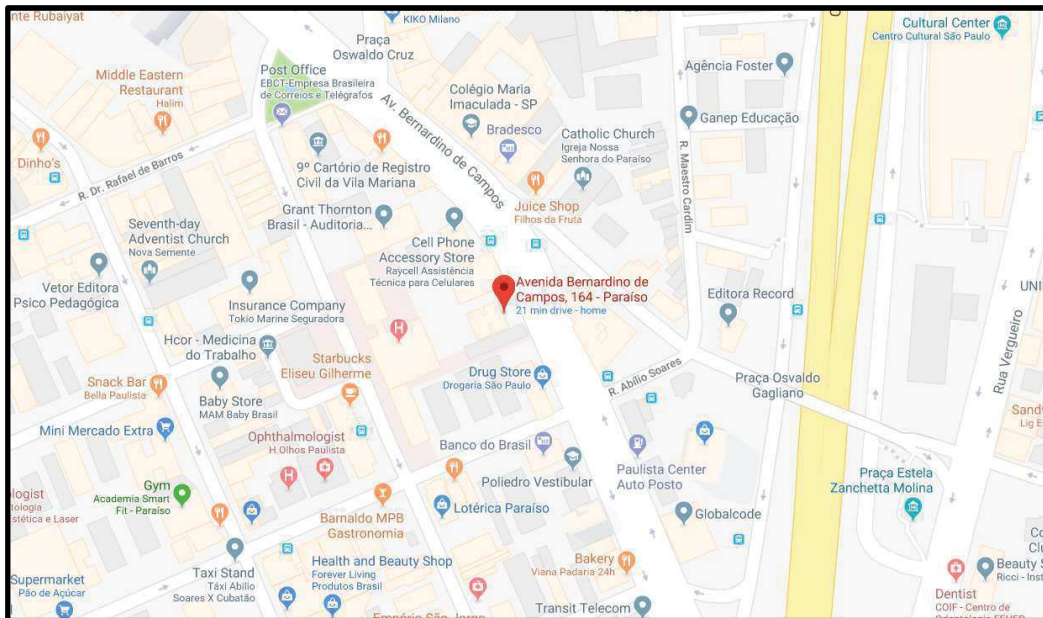 nte Rubaiyat
KIKO Milano
Praça
Oswaldo Cruz
Cultural Center
Centro Cultural São Paulo
Middle Eastern
Restaurant
Halim
Post Office
EBCT-Empresa Brasileira
de Correios e Telégrafos
Colégio Maria
Imaculada - SP
Agência Foster
Av. Bernardino de Campos
Bradesco
Ganep Educação
Catholic Church
Igreja Nossa
Senhora do Paraíso
Dinho's
R. Dr. Rafael de Barros
9º Cartório de Registro
Civil da Vila Mariana
R. Maestro Cardim
Juice Shop
Filhos da Fruta
Grant Thornton
Brasil - Auditoria...
Seventh-day
Adventist Church
Nova Semente
Cell Phone
Accessory Store
Raycell Assistência
Técnica para Celulares
Vetor Editora
Psico Pedagógica
Avenida Bernardino de
Campos, 164 - Paraíso
21 min drive - home
Editora Record
UNI
Insurance Company
Tokio Marine Seguradora
Hcor - Medicina
do Trabalho
Starbucks
Eliseu Gilherme
Drug Store
Drogaria São Paulo
R. Abílio Soares
Praça Osvaldo
Gagliano
Rua Vergueiro
Snack Bar
Bella Paulista
Baby Store
MAM Baby Brasil
Mini Mercado Extra
Ophthalmologist
H.Olhos Paulista
Banco do Brasil
Sand
Lig E
Paulista Center
Auto Posto
Praça Estela
Zanchetta Molina
Poliedro Vestibular
Gym
Academia Smart
Fit - Paraíso
ologist
tologia
stética e Laser
Lotérica Paraíso
Globalcode
Barnaldo MPB
Gastronomia
Health and Beauty Shop
Forever Living
Produtos Brasil
Bakery
Viana Padaria 24h
Taxi Stand
Táxi Abílio
Soares X Cubatão
Supermarket
Pão de Açúcar
Co
Clu
Beauty S
Ricci - Inst
Dentist
COIF - Centro de
Transit Telecom
Empório São Jorge